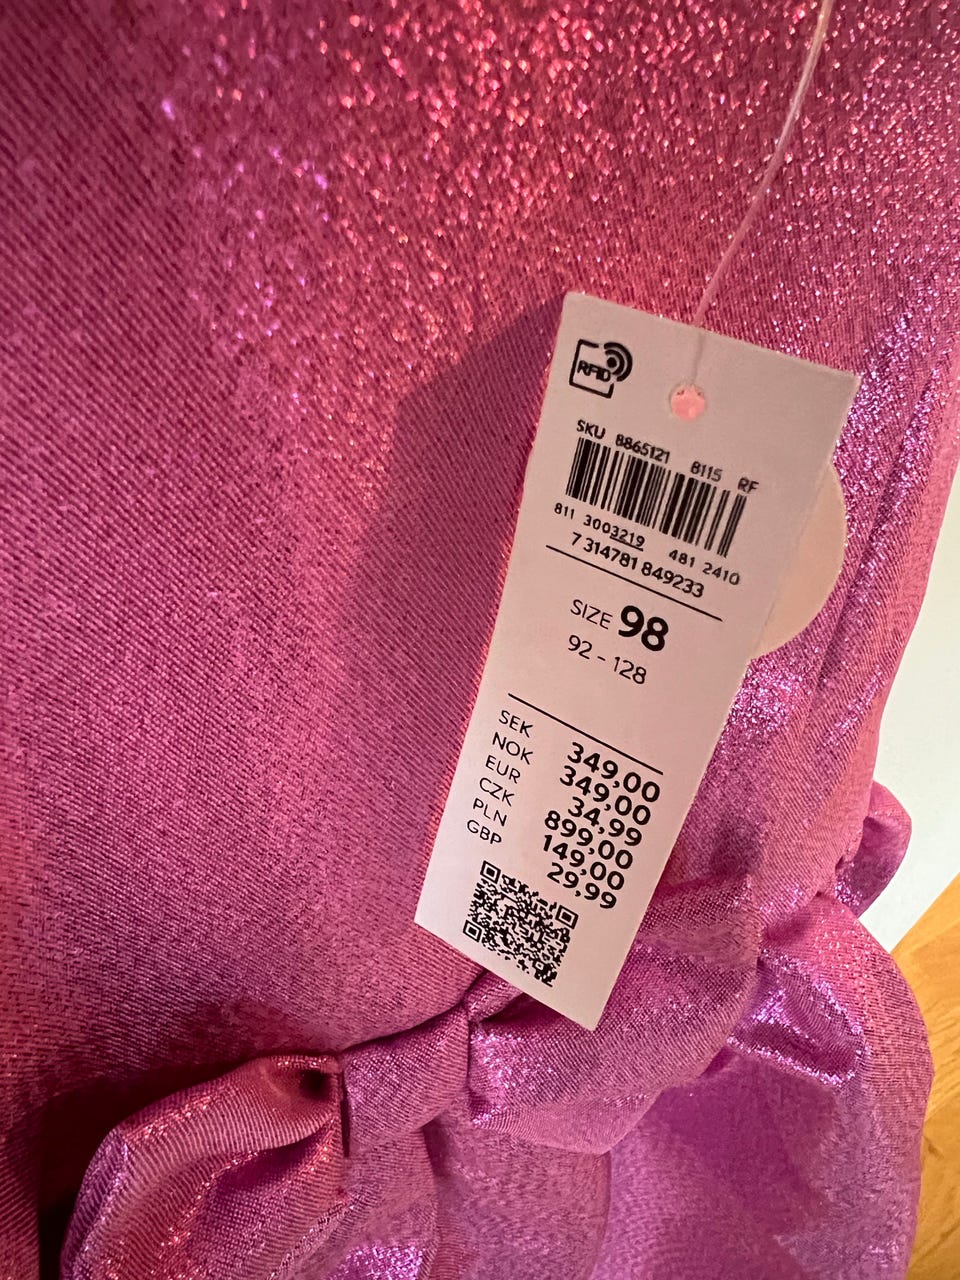 RFID
SKU 8865121 8115 RF
811 3003219 481 2410
7 314781 849233
SIZE 98
92 - 128
SEK 349,00
NOK 349,00
EUR 34,99
CZK 899,00
PLN 149,00
GBP 29,99